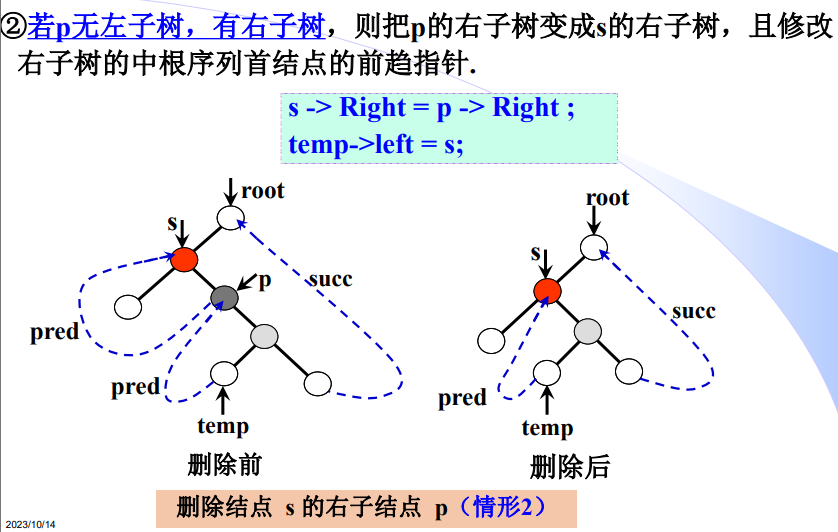 ②若p无左子树，有右子树，则把p的右子树变成s的右子树，且修改
右子树的中根序列首结点的前趋指针.
s -> Right = p -> Right ;
temp->left = s;
root
s
p
succ
pred
pred
temp
删除前
root
s
succ
pred
temp
删除后
删除结点 s 的右子结点 p（情形2）
2023/10/14